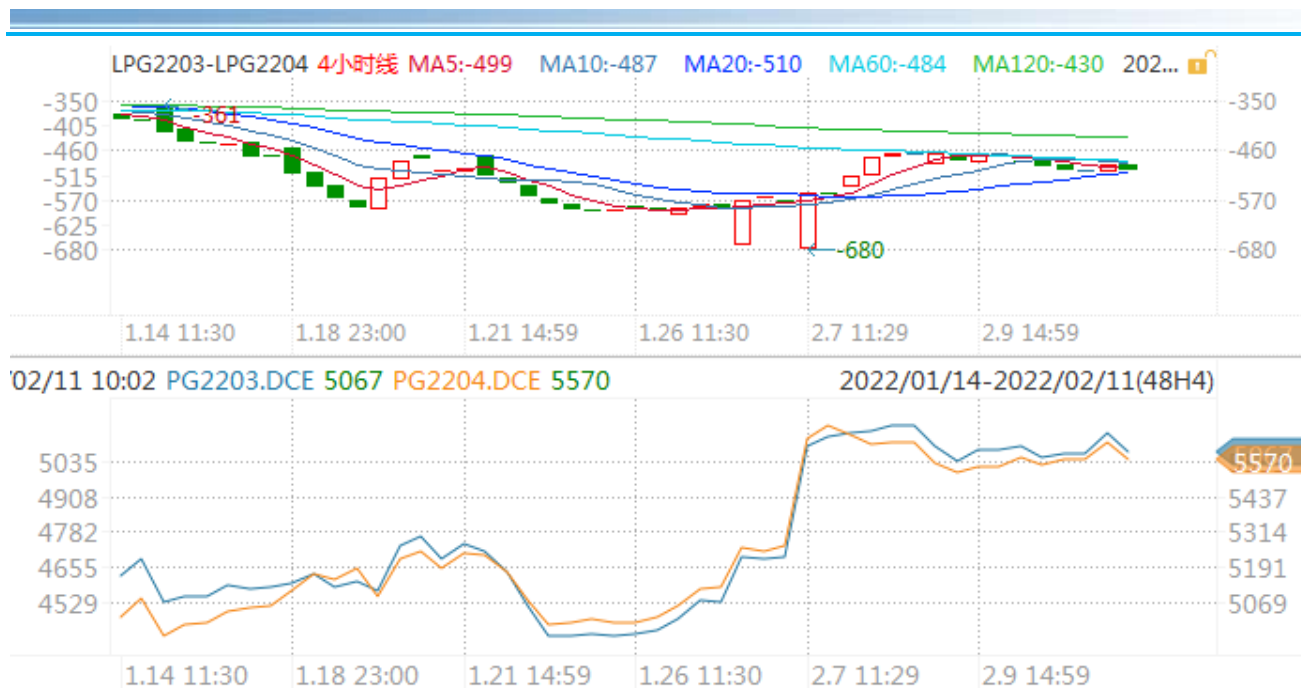 LPG2203-LPG2204 4小时线 MA5:-499 MA10:-487 MA20:-510 MA60:-484 MA120:-430 202...
-350 -361 -350
-405
-460 -460
-515
-570 -570
-625
-680 -680 -680
1.14 11:30 1.18 23:00 1.21 14:59 1.26 11:30 2.7 11:29 2.9 14:59
/02/11 10:02 PG2203.DCE 5067 PG2204.DCE 5570 2022/01/14-2022/02/11(48H4)
5035 5570
4908 5437
4782 5314
4655 5191
4529 5069
1.14 11:30 1.18 23:00 1.21 14:59 1.26 11:30 2.7 11:29 2.9 14:59